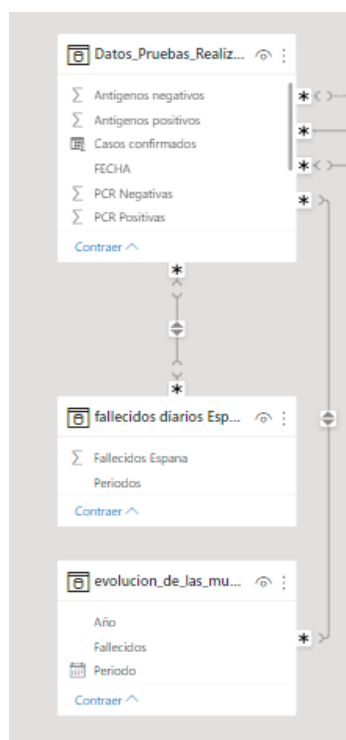 Datos_Pruebas_Realiz...
Σ Antigenos negativos
Σ Antigenos positivos
Casos confirmados
FECHA
Σ PCR Negativas
Σ PCR Positivas
Contraer
fallecidos diarios Esp...
Σ Fallecidos Espana
Periodos
Contraer
evolucion_de_las_mu...
Año
Fallecidos
Periodo
Contraer